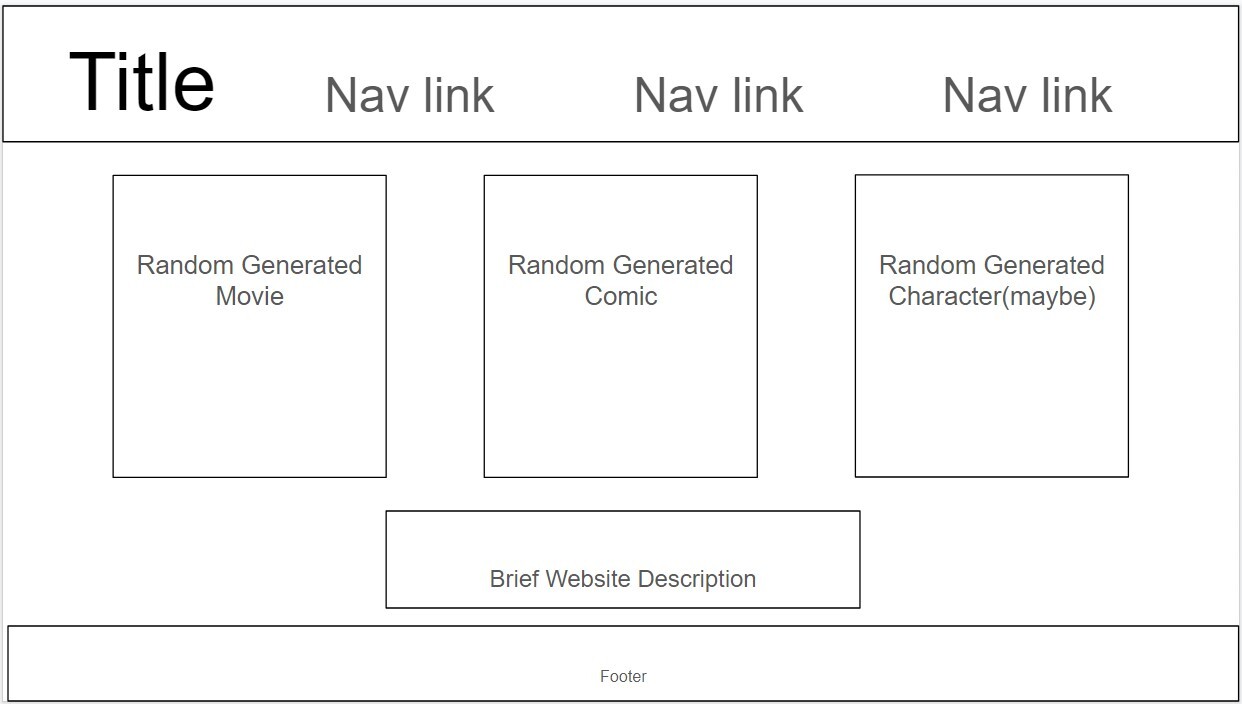 Title
Nav link
Nav link
Nav link
Random Generated
Movie
Random Generated
Comic
Random Generated
Character(maybe)
Brief Website Description
Footer